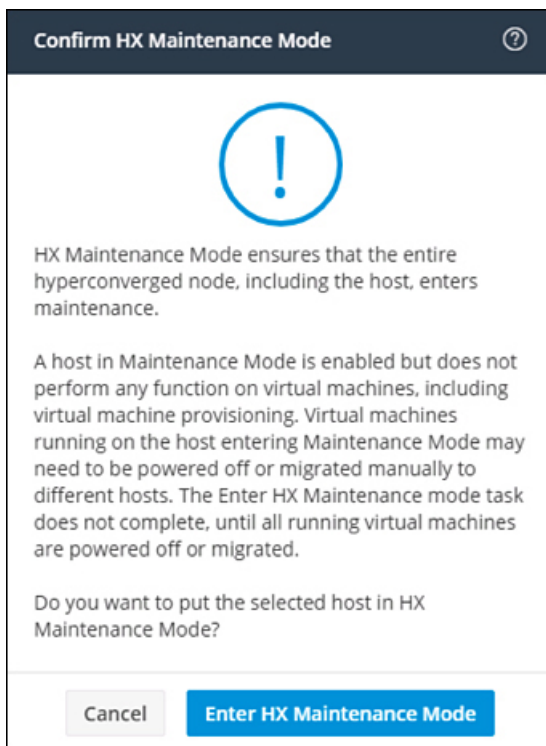 Confirm HX Maintenance Mode
HX Maintenance Mode ensures that the entire
hyperconverged node, including the host, enters
maintenance.
A host in Maintenance Mode is enabled but does not
perform any function on virtual machines, including
virtual machine provisioning. Virtual machines
running on the host entering Maintenance Mode may
need to be powered off or migrated manually to
different hosts. The Enter HX Maintenance mode task
does not complete, until all running virtual machines
are powered off or migrated.
Do you want to put the selected host in HX
Maintenance Mode?
Cancel
Enter HX Maintenance Mode